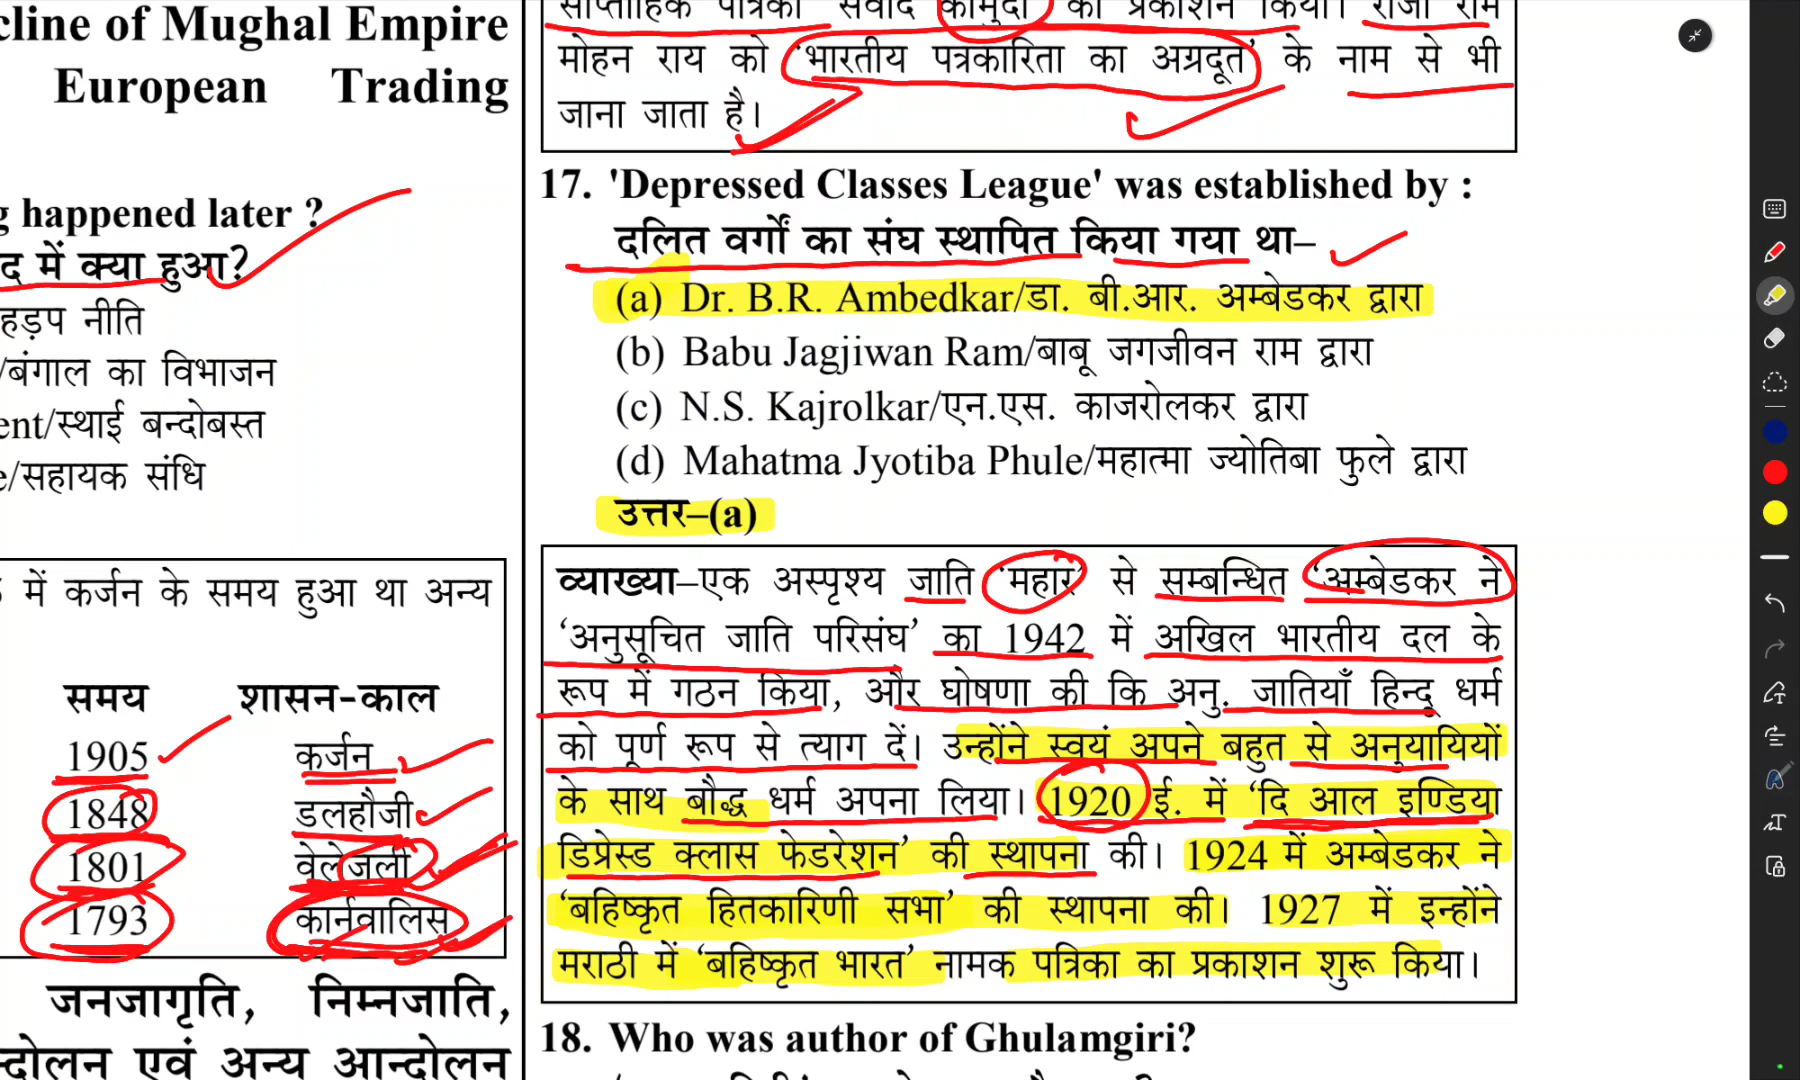 cline of Mughal Empire
European Trading
happened later ?
द में क्या हुआ?
हड़प नीति
/बंगाल का विभाजन
ent/स्थाई बन्दोबस्त
e/सहायक संधि
में कर्जन के समय हुआ था अन्य
समय शासन-काल
1905 कर्जन
1848 डलहौजी
1801 वेलेजली
1793 कार्नवालिस
जनजागृति, निम्नजाति,
न्दोलन एवं अन्य आन्दोलन
साप्ताहिक पत्रिका संवाद कौमुदी का प्रकाशन किया। राजा राम
मोहन राय को 'भारतीय पत्रकारिता का अग्रदूत' के नाम से भी
जाना जाता है।
17. 'Depressed Classes League' was established by :
दलित वर्गों का संघ स्थापित किया गया था–
(a) Dr. B.R. Ambedkar/डा. बी.आर. अम्बेडकर द्वारा
(b) Babu Jagjiwan Ram/बाबू जगजीवन राम द्वारा
(c) N.S. Kajrolkar/एन.एस. काजरोलकर द्वारा
(d) Mahatma Jyotiba Phule/महात्मा ज्योतिबा फुले द्वारा
उत्तर–(a)
व्याख्या–एक अस्पृश्य जाति 'महार' से सम्बन्धित 'अम्बेडकर ने
'अनुसूचित जाति परिसंघ' का 1942 में अखिल भारतीय दल के
रूप में गठन किया, और घोषणा की कि अनु. जातियाँ हिन्दू धर्म
को पूर्ण रूप से त्याग दें। उन्होंने स्वयं अपने बहुत से अनुयायियों
के साथ बौद्ध धर्म अपना लिया। 1920 ई. में 'दि आल इण्डिया
डिप्रेस्ड क्लास फेडरेशन' की स्थापना की। 1924 में अम्बेडकर ने
'बहिष्कृत हितकारिणी सभा' की स्थापना की। 1927 में इन्होंने
मराठी में 'बहिष्कृत भारत' नामक पत्रिका का प्रकाशन शुरू किया।
18. Who was author of Ghulamgiri?